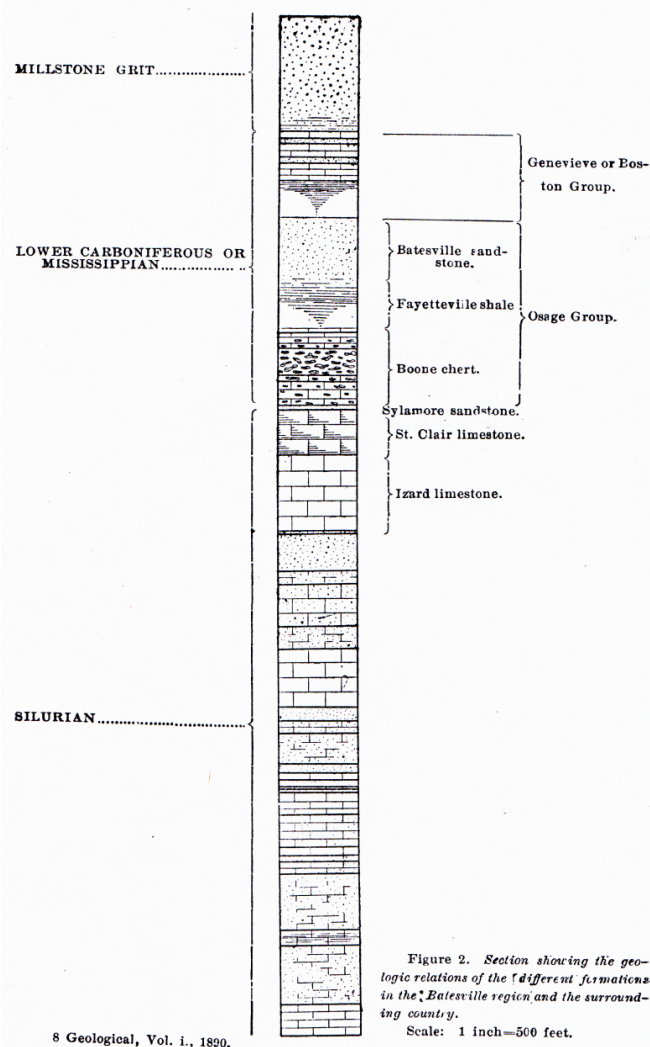 MILLSTONE GRIT....................
Genevieve or Bos-
ton Group.
LOWER CARBONIFEROUS OR
MISSISSIPPIAN....................
Batesville sand-
stone.
Fayetteville shale
Osage Group.
Boone chert.
Sylamore sandstone.
St. Clair limestone.
Izard limestone.
SILURIAN..............................
Figure 2. Section showing the geo-
logic relations of the different formations
in the Batesville region and the surround-
ing country.
Scale: 1 inch=500 feet.
8 Geological, Vol. i., 1890.